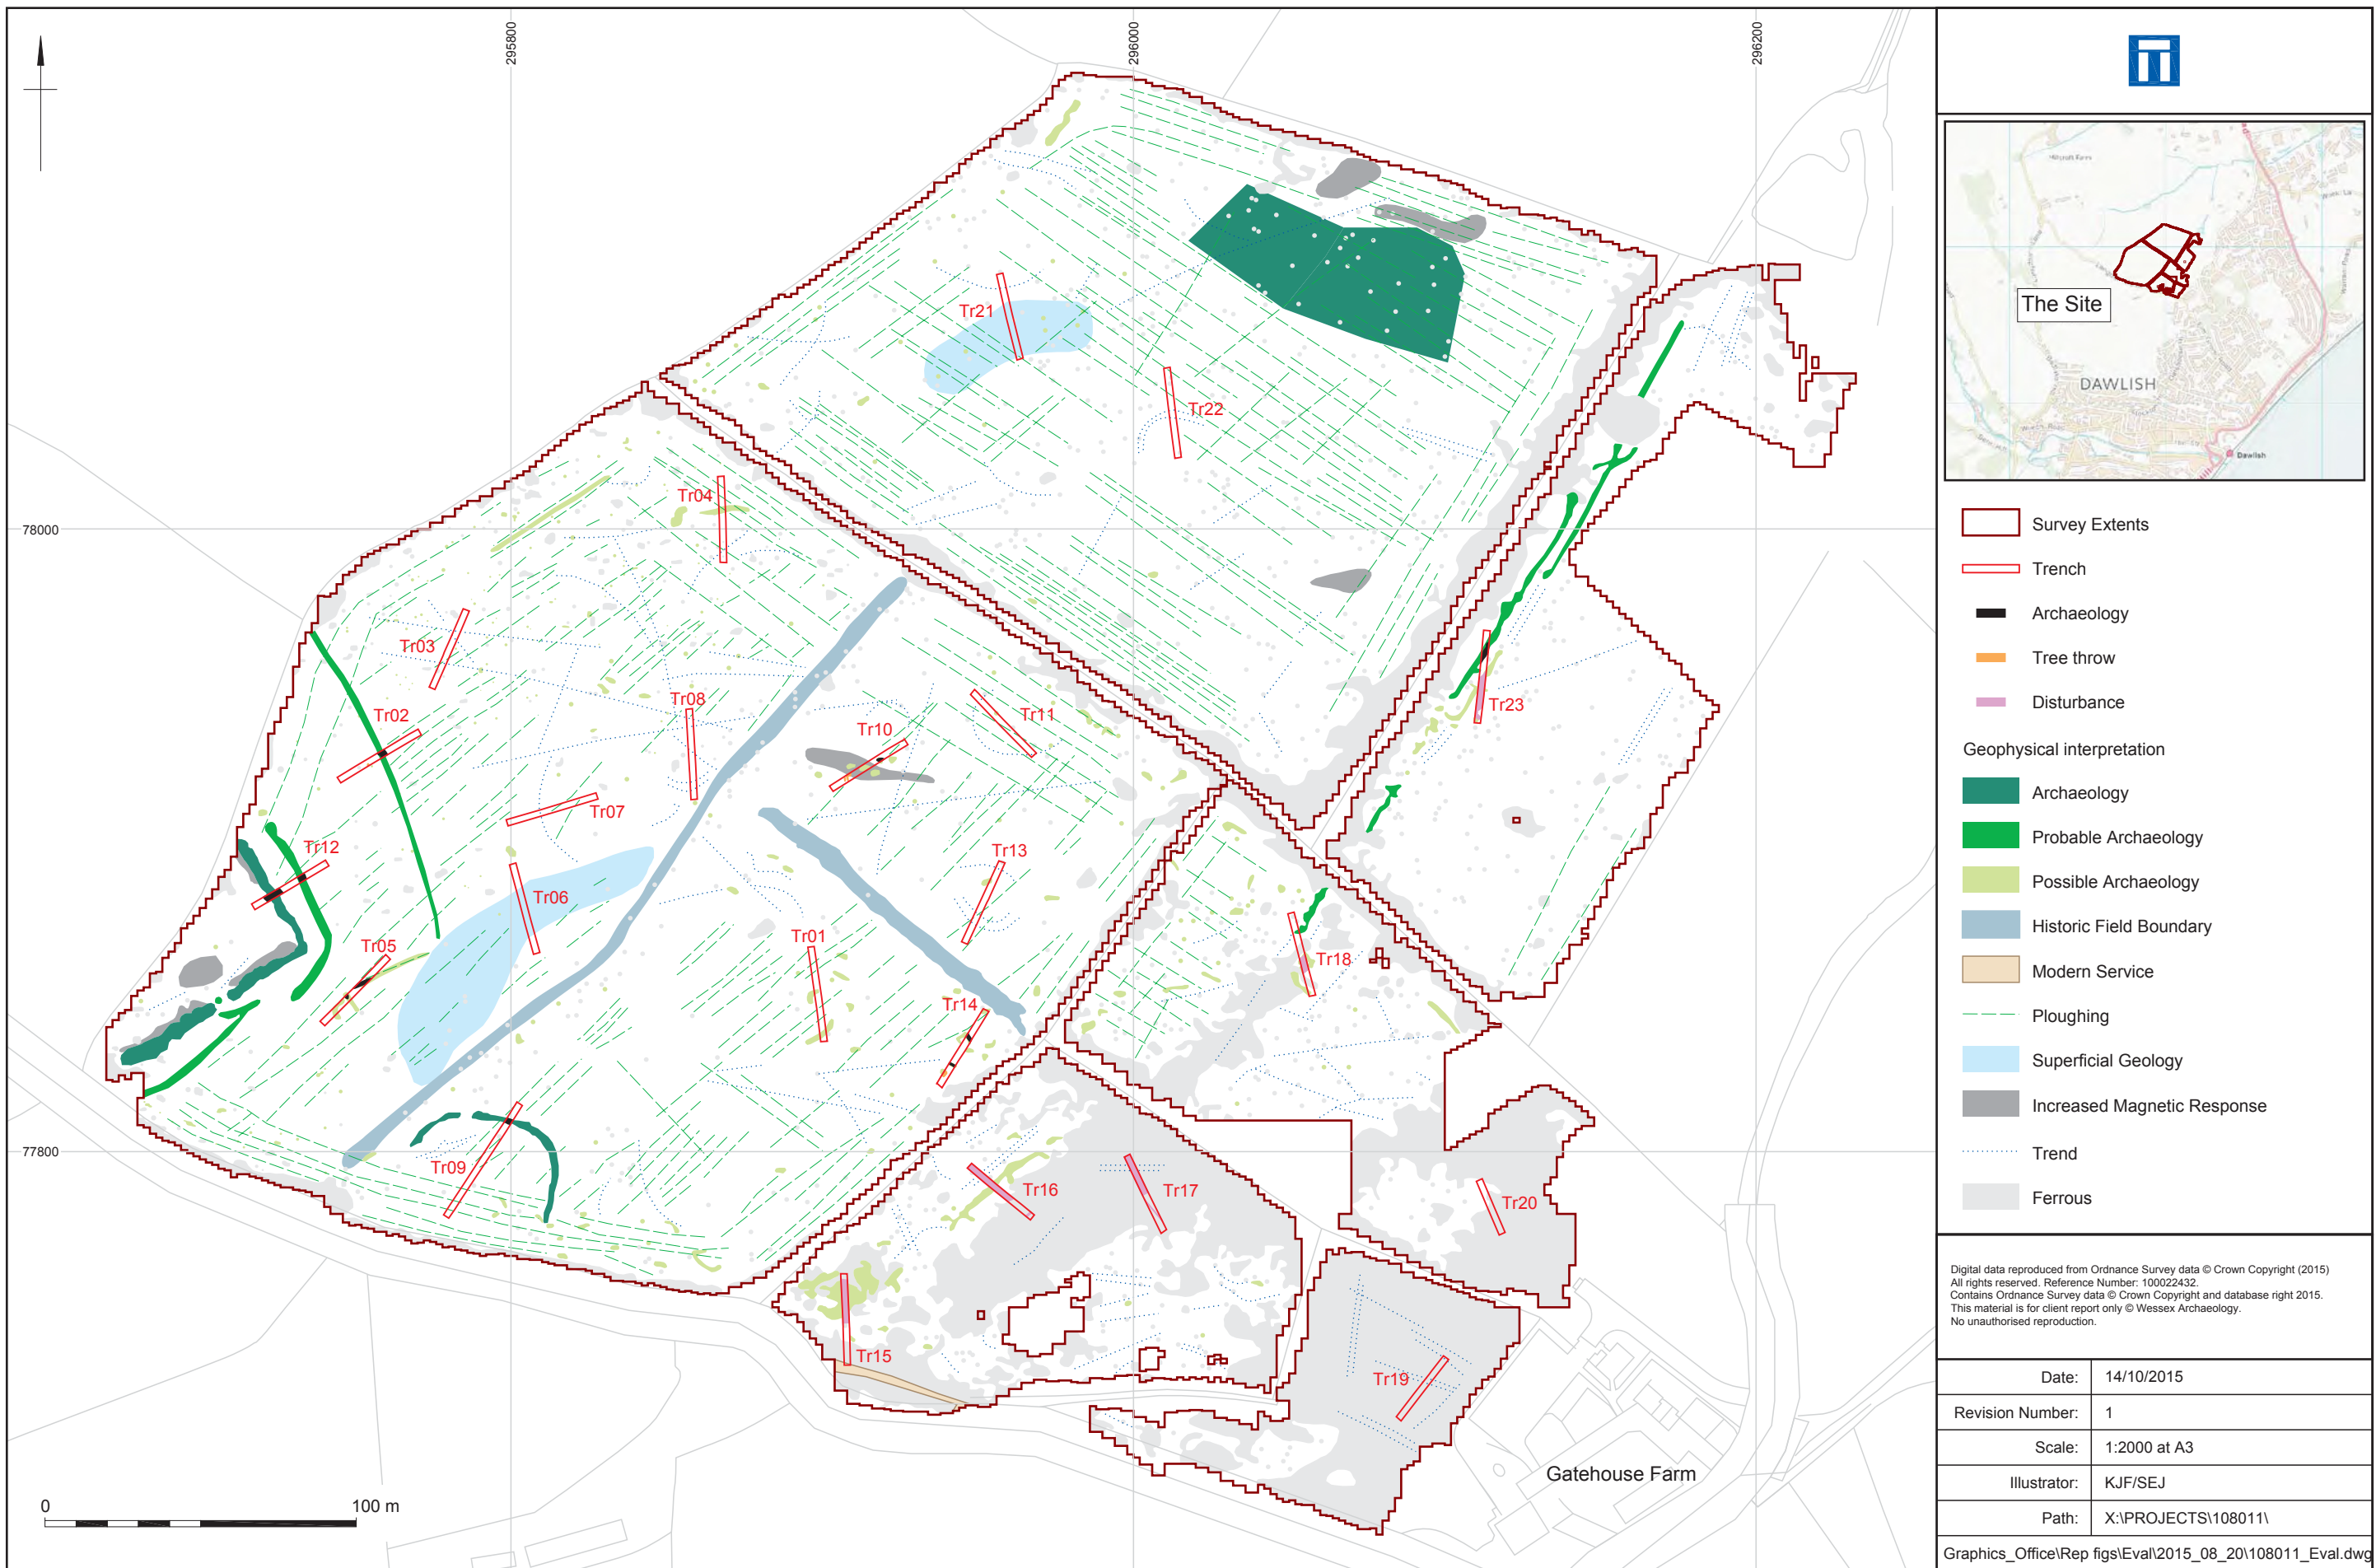 295800
296000
296200
78000
77800
Tr21
Tr22
Tr04
Tr03
Tr02
Tr08
Tr10
Tr11
Tr23
Tr07
Tr12
Tr06
Tr13
Tr05
Tr01
Tr18
Tr14
Tr09
Tr16
Tr17
Tr20
Tr15
Tr19
Gatehouse Farm
0
100 m
The Site
DAWLISH
Dawlish
Survey Extents
Trench
Archaeology
Tree throw
Disturbance
Geophysical interpretation
Archaeology
Probable Archaeology
Possible Archaeology
Historic Field Boundary
Modern Service
Ploughing
Superficial Geology
Increased Magnetic Response
Trend
Ferrous
Digital data reproduced from Ordnance Survey data © Crown Copyright (2015)
All rights reserved. Reference Number: 100022432.
Contains Ordnance Survey data © Crown Copyright and database right 2015.
This material is for client report only © Wessex Archaeology.
No unauthorised reproduction.
Date: 14/10/2015
Revision Number: 1
Scale: 1:2000 at A3
Illustrator: KJF/SEJ
Path: X:\PROJECTS\108011\
Graphics_Office\Rep figs\Eval\2015_08_20\108011_Eval.dwg